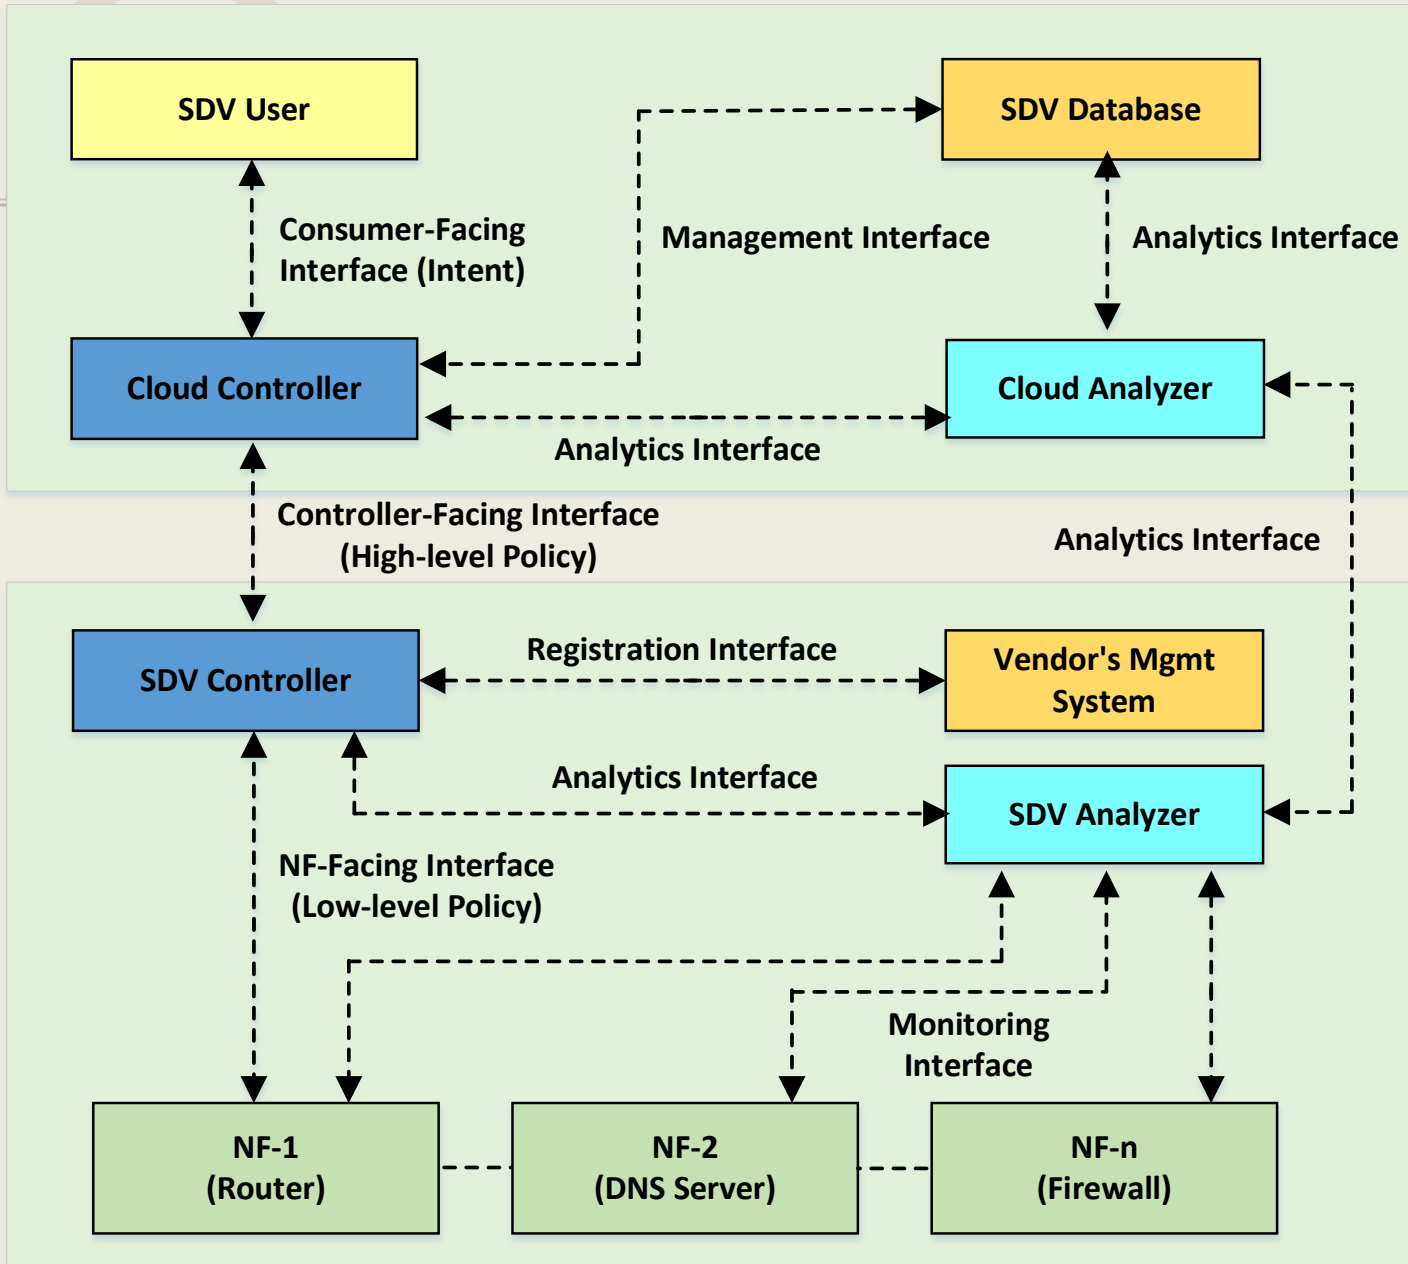 SDV User
SDV Database
Consumer-Facing
Interface (Intent)
Management Interface
Analytics Interface
Cloud Controller
Cloud Analyzer
Analytics Interface
Controller-Facing Interface
(High-level Policy)
Analytics Interface
SDV Controller
Registration Interface
Vendor's Mgmt
System
Analytics Interface
SDV Analyzer
NF-Facing Interface
(Low-level Policy)
Monitoring
Interface
NF-1
(Router)
NF-2
(DNS Server)
NF-n
(Firewall)